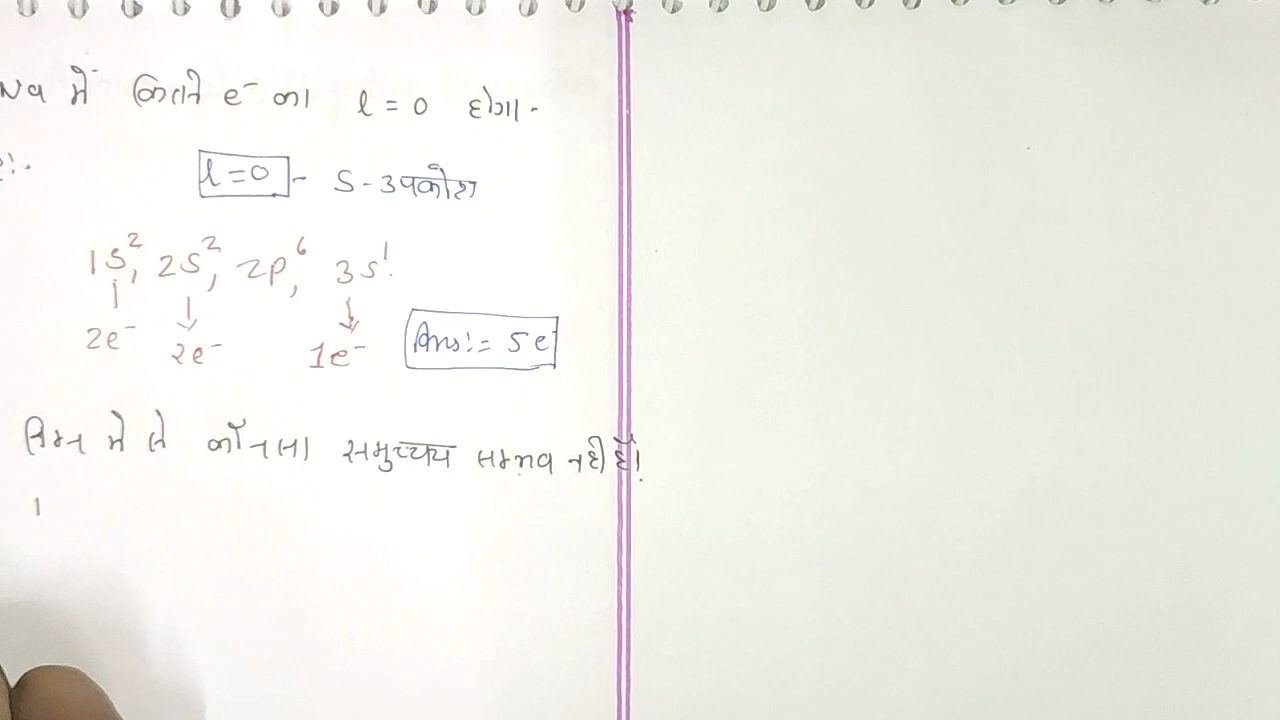 Na में कितने e⁻ का l = 0 होगा -
l = 0 - s - उपकोश
1s², 2s², 2p⁶, 3s¹.
2e⁻ 2e⁻ 1e⁻ Ans:= 5e⁻
निम्न में से कौनसा समुच्चय सम्भव नही है।
1